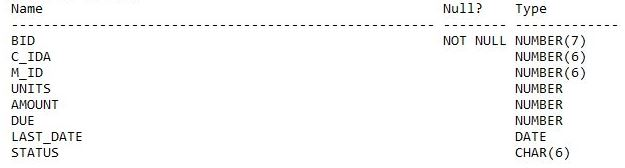 Name Null? Type
----------------------------------------------------- -------- ------------
BID NOT NULL NUMBER(7)
C_IDA NUMBER(6)
M_ID NUMBER(6)
UNITS NUMBER
AMOUNT NUMBER
DUE NUMBER
LAST_DATE DATE
STATUS CHAR(6)